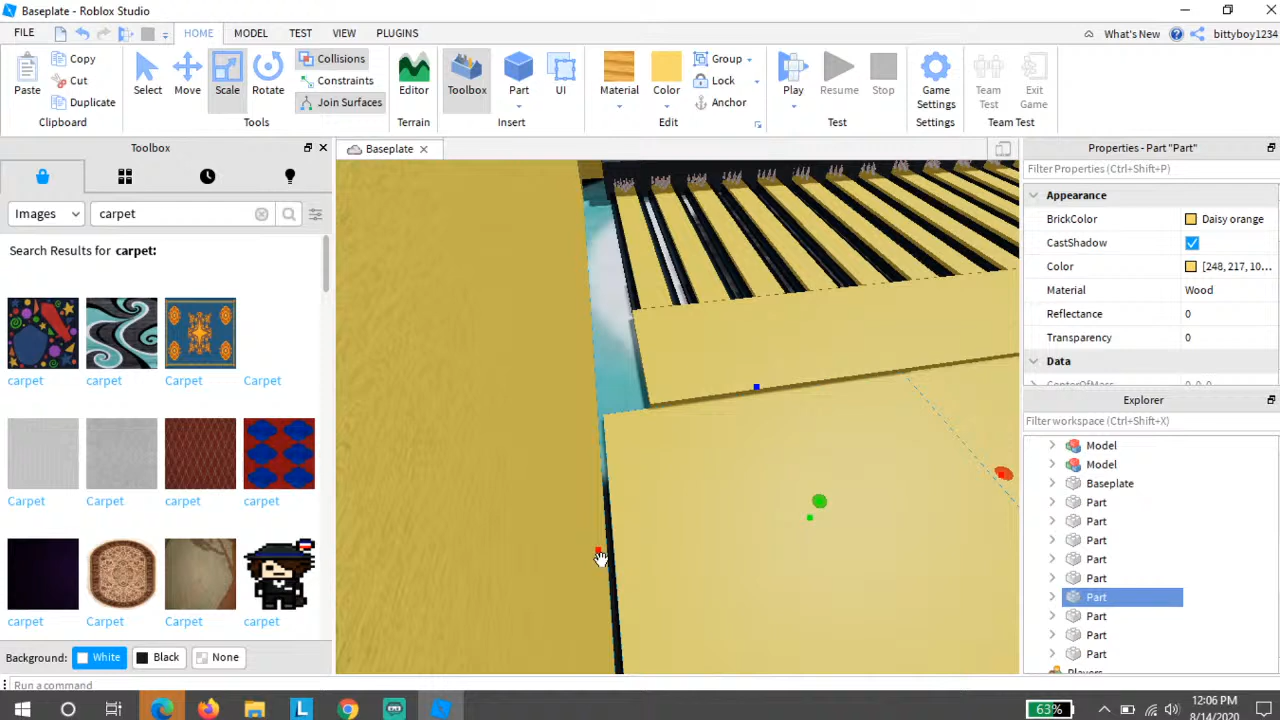 Baseplate - Roblox Studio
FILE HOME MODEL TEST VIEW PLUGINS What's New bittyboy1234
Paste Copy Cut Duplicate Clipboard
Select Move Scale Rotate Collisions Constraints Join Surfaces Tools
Editor Terrain
Toolbox Part UI Insert
Material Color Group Lock Anchor Edit
Play Resume Stop Test
Game Settings Settings
Team Test Exit Game Team Test
Toolbox
Baseplate
Images carpet
Search Results for carpet:
carpet carpet Carpet Carpet
Carpet Carpet carpet carpet
carpet Carpet carpet carpet
Background: White Black None
Run a command
Properties - Part "Part"
Filter Properties (Ctrl+Shift+P)
Appearance
BrickColor Daisy orange
CastShadow
Color [248, 217, 10...
Material Wood
Reflectance 0
Transparency 0
Data
CenterOfMass 0, 0, 0
Explorer
Filter workspace (Ctrl+Shift+X)
Model
Model
Baseplate
Part
Part
Part
Part
Part
Part
Part
Part
Part
Players
63%
12:06 PM
8/14/2020